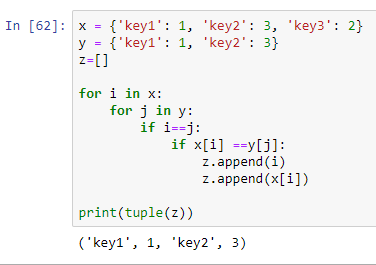 In [62]: x = {'key1': 1, 'key2': 3, 'key3': 2}
y = {'key1': 1, 'key2': 3}
z=[]
for i in x:
    for j in y:
        if i==j:
            if x[i] ==y[j]:
                z.append(i)
                z.append(x[i])
print(tuple(z))
('key1', 1, 'key2', 3)